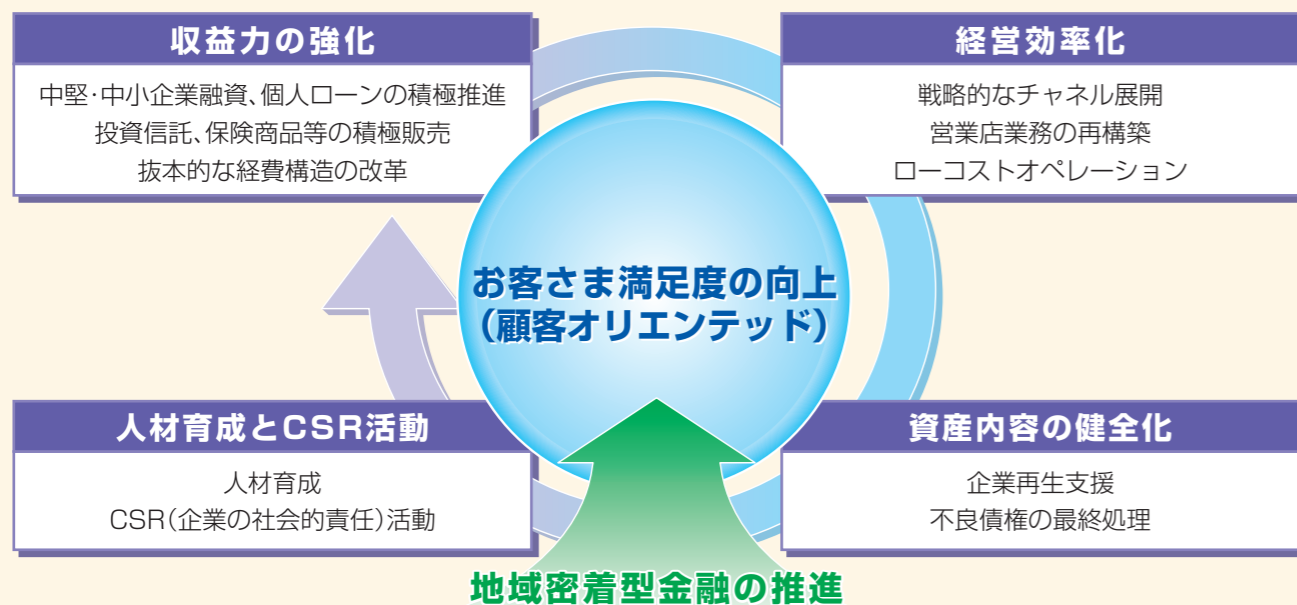 収益力の強化
中堅・中小企業融資、個人ローンの積極推進
投資信託、保険商品等の積極販売
抜本的な経費構造の改革
経営効率化
戦略的なチャネル展開
営業店業務の再構築
ローコストオペレーション
お客さま満足度の向上
（顧客オリエンテッド）
人材育成とCSR活動
人材育成
CSR（企業の社会的責任）活動
資産内容の健全化
企業再生支援
不良債権の最終処理
地域密着型金融の推進